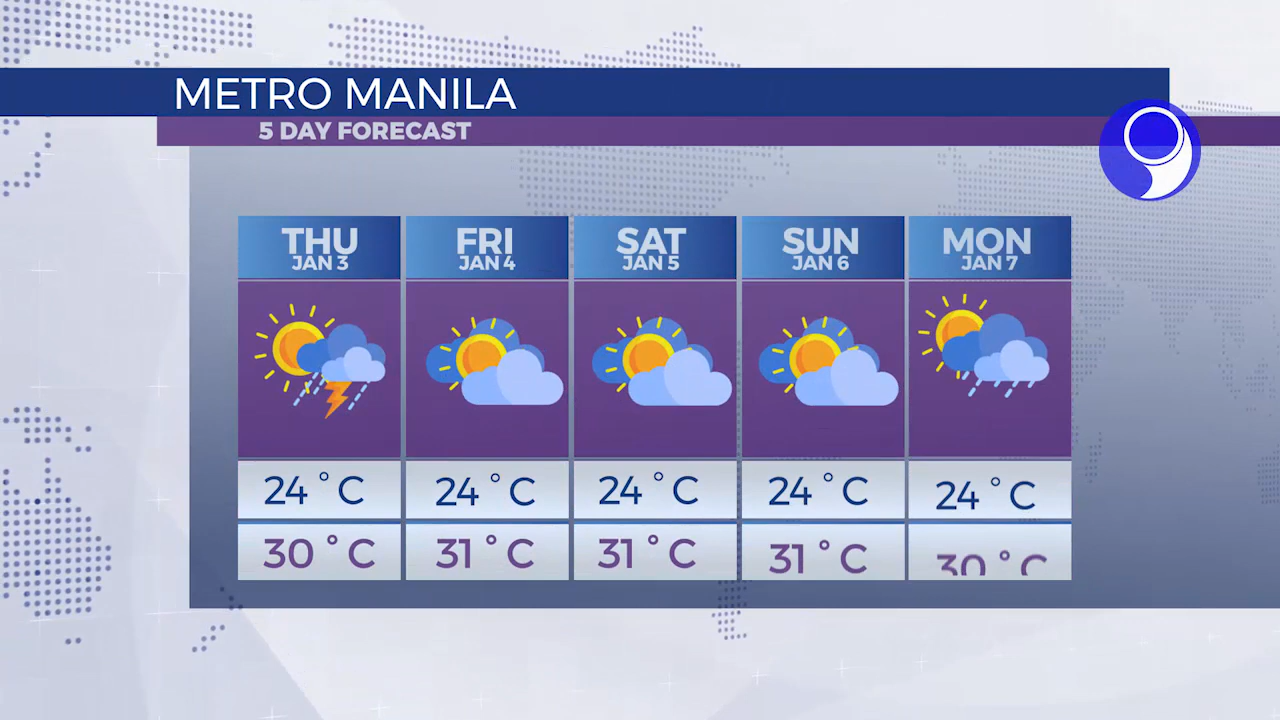 METRO MANILA
5 DAY FORECAST
THU FRI SAT SUN MON
JAN 3 JAN 4 JAN 5 JAN 6 JAN 7
24 °C 24 °C 24 °C 24 °C 24 °C
30 °C 31 °C 31 °C 31 °C 30 °C